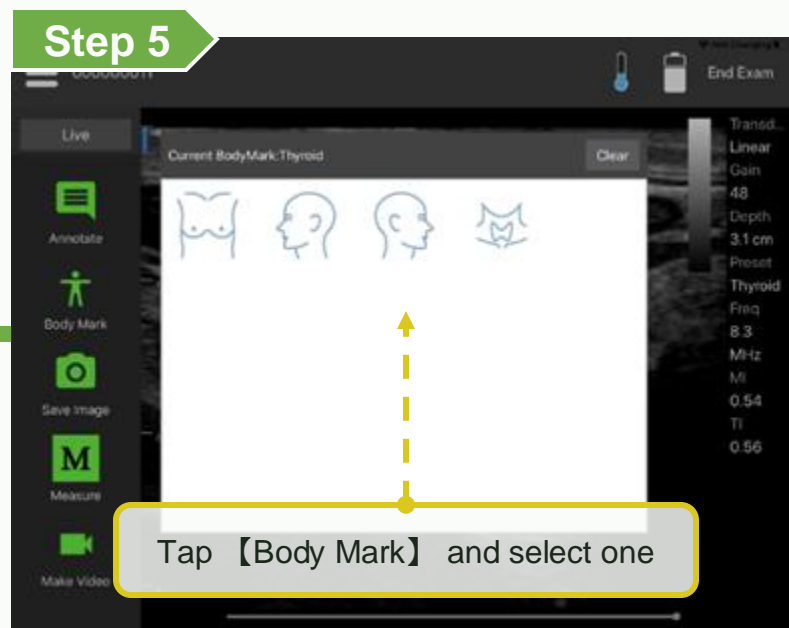 Step 5
End Exam
Live
Current BodyMark:Thyroid
Clear
Annotate
Body Mark
Save Image
Measure
Make Video
Transd...
Linear
Gain
48
Depth
3.1 cm
Preset
Thyroid
Freq
8.3
MHz
MI
0.54
TI
0.56
M
Tap 【Body Mark】 and select one